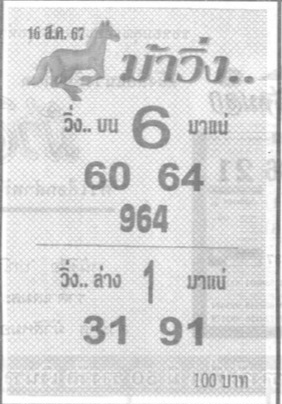 16 ส.ค. 67
ม้าวิ่ง..
วิ่ง.. บน 6 มาแน่
60 64
964
วิ่ง.. ล่าง 1 มาแน่
31 91
100 บาท